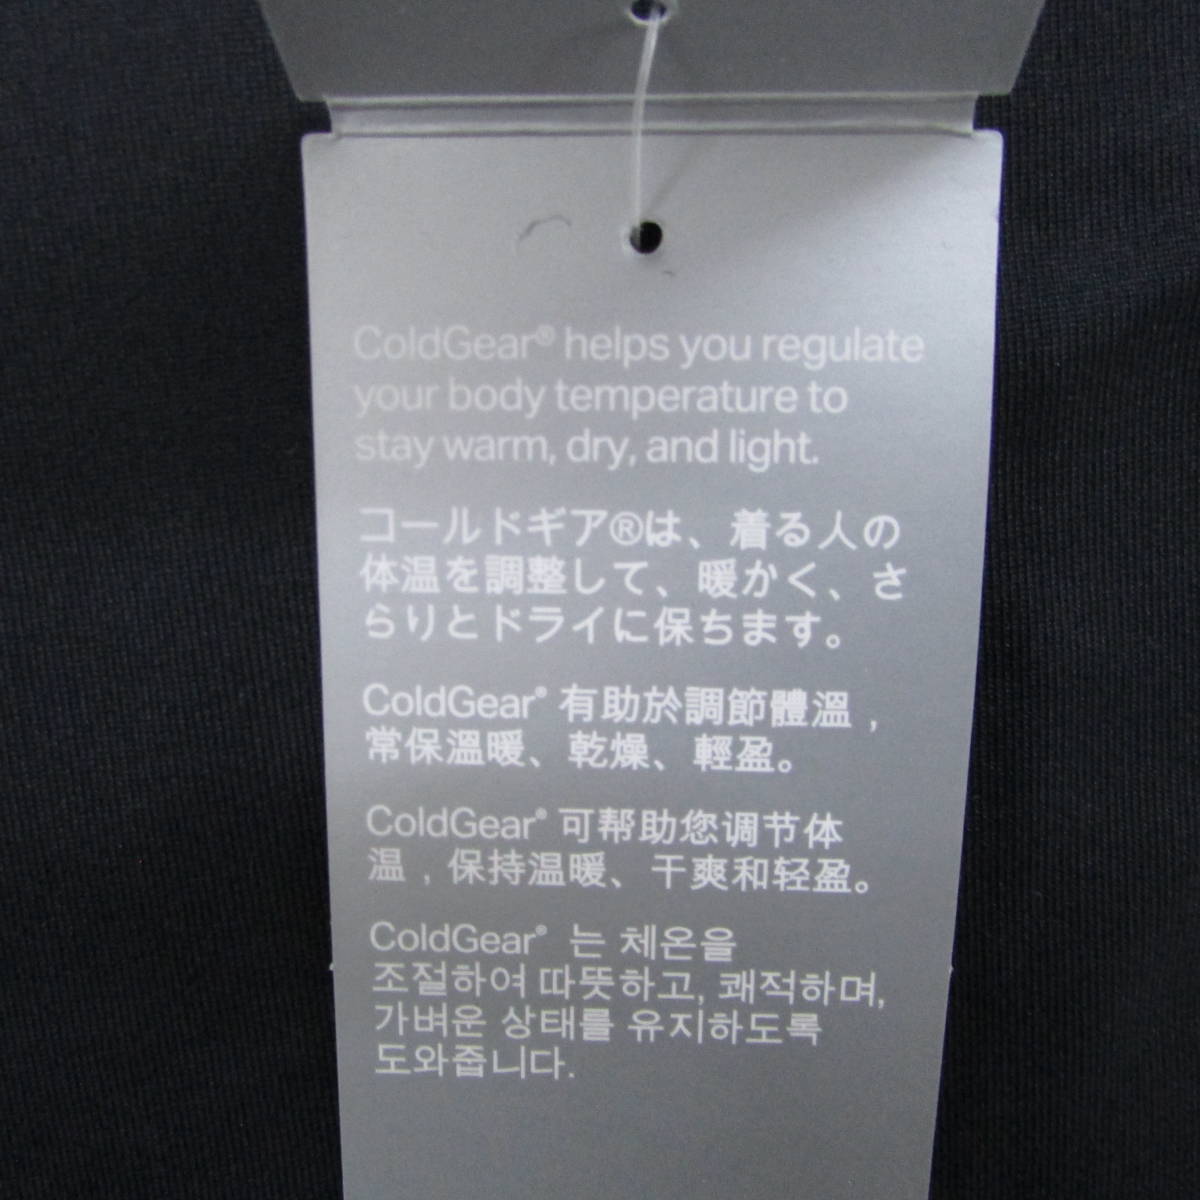 ColdGear® helps you regulate
your body temperature to
stay warm, dry, and light.
コールドギア®は、着る人の
体温を調整して、暖かく、さ
らりとドライに保ちます。
ColdGear® 有助於調節體溫，
常保溫暖、乾燥、輕盈。
ColdGear® 可帮助您调节体
温，保持温暖、干爽和轻盈。
ColdGear® 는 체온을
조절하여 따뜻하고, 쾌적하며,
가벼운 상태를 유지하도록
도와줍니다.